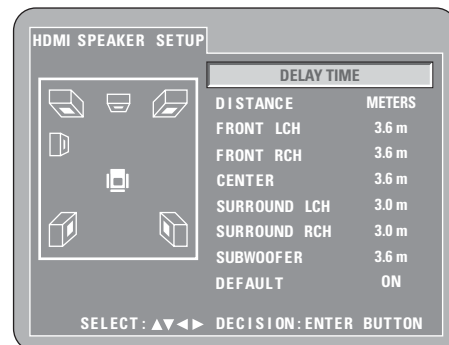 HDMI SPEAKER SETUP
DELAY TIME
DISTANCE METERS
FRONT LCH 3.6 m
FRONT RCH 3.6 m
CENTER 3.6 m
SURROUND LCH 3.0 m
SURROUND RCH 3.0 m
SUBWOOFER 3.6 m
DEFAULT ON
SELECT:▲▼◀▶ DECISION:ENTER BUTTON